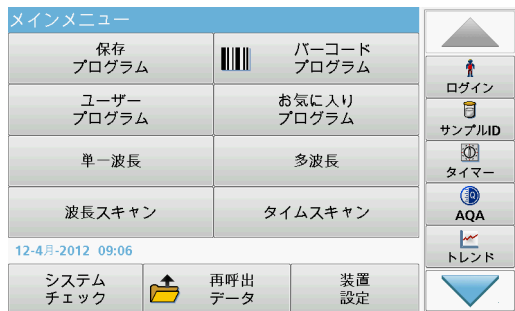 メインメニュー
保存
プログラム
バーコード
プログラム
ユーザー
プログラム
お気に入り
プログラム
単一波長
多波長
波長スキャン
タイムスキャン
12-4月-2012 09:06
システム
チェック
再呼出
データ
装置
設定
ログイン
サンプルID
タイマー
AQA
トレンド